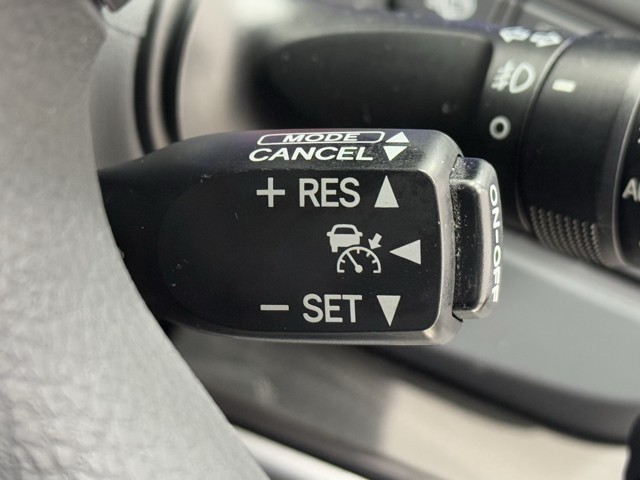 MODE
CANCEL
+ RES
- SET
ON-OFF